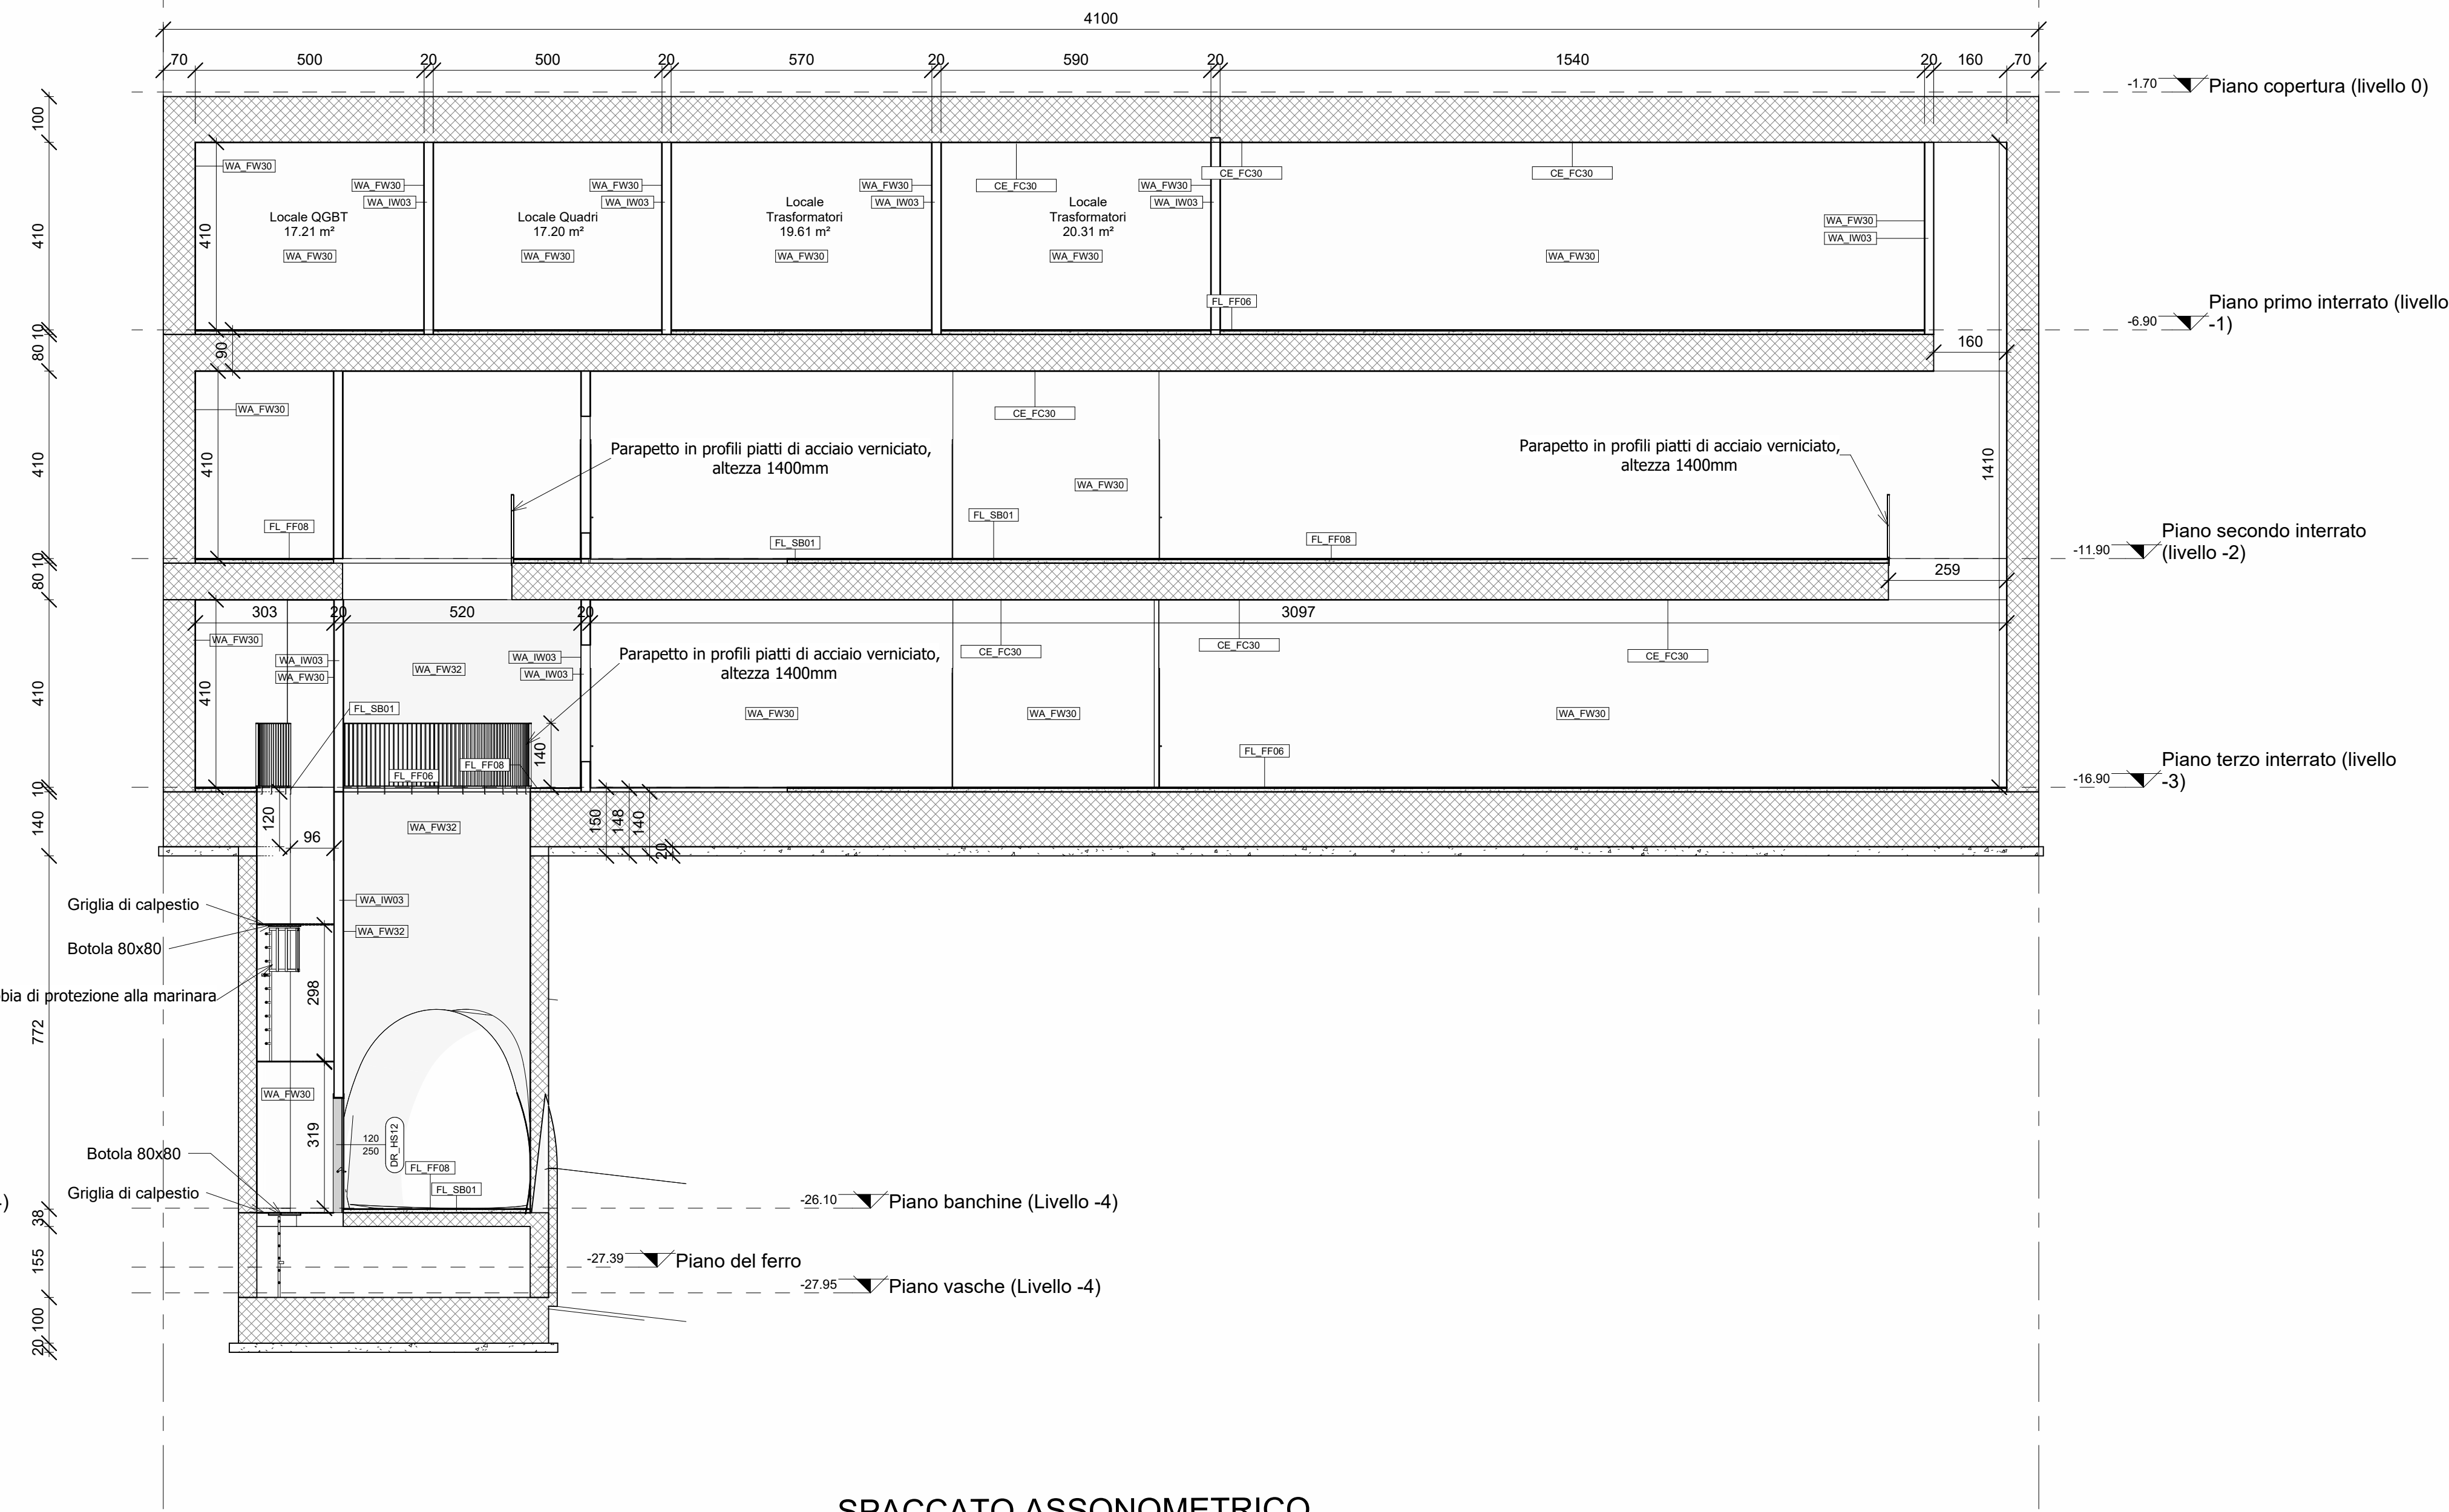 4100
70 500 20 500 20 570 20 590 20 1540 20 160 70
-1.70 Piano copertura (livello 0)
100
WA_FW30
WA_FW30
WA_IW03
WA_FW30
WA_IW03
WA_FW30
WA_IW03
CE_FC30
WA_FW30
WA_IW03
CE_FC30
CE_FC30
410
410
Locale QGBT
17.21 m²
WA_FW30
Locale Quadri
17.20 m²
WA_FW30
Locale
Trasformatori
19.61 m²
WA_FW30
Locale
Trasformatori
20.31 m²
WA_FW30
WA_FW30
WA_FW30
WA_IW03
FL_FF06
Piano primo interrato (livello
-6.90 -1)
10
80
90
160
WA_FW30
CE_FC30
410
410
Parapetto in profili piatti di acciaio verniciato,
altezza 1400mm
Parapetto in profili piatti di acciaio verniciato,
altezza 1400mm
1410
WA_FW30
FL_FF08
FL_SB01
FL_SB01
FL_FF08
Piano secondo interrato
-11.90 (livello -2)
10
80
259
303 20 520 20 3097
WA_FW30
WA_IW03
WA_FW30
WA_FW32
WA_IW03
WA_IW03
Parapetto in profili piatti di acciaio verniciato,
altezza 1400mm
CE_FC30
CE_FC30
CE_FC30
410
410
FL_SB01
WA_FW30
WA_FW30
WA_FW30
140
FL_FF08
FL_FF06
FL_FF06
Piano terzo interrato (livello
-16.90 -3)
10
140
120
96
WA_FW32
150
148
140
20
WA_IW03
Griglia di calpestio
WA_FW32
Botola 80x80
bia di protezione alla marinara
298
772
WA_FW30
319
120
250
DR_HS12
Botola 80x80
FL_FF08
Griglia di calpestio
FL_SB01
)
-26.10 Piano banchine (Livello -4)
38
155
-27.39 Piano del ferro
-27.95 Piano vasche (Livello -4)
100
20
SPACCATO ASSONOMETRICO